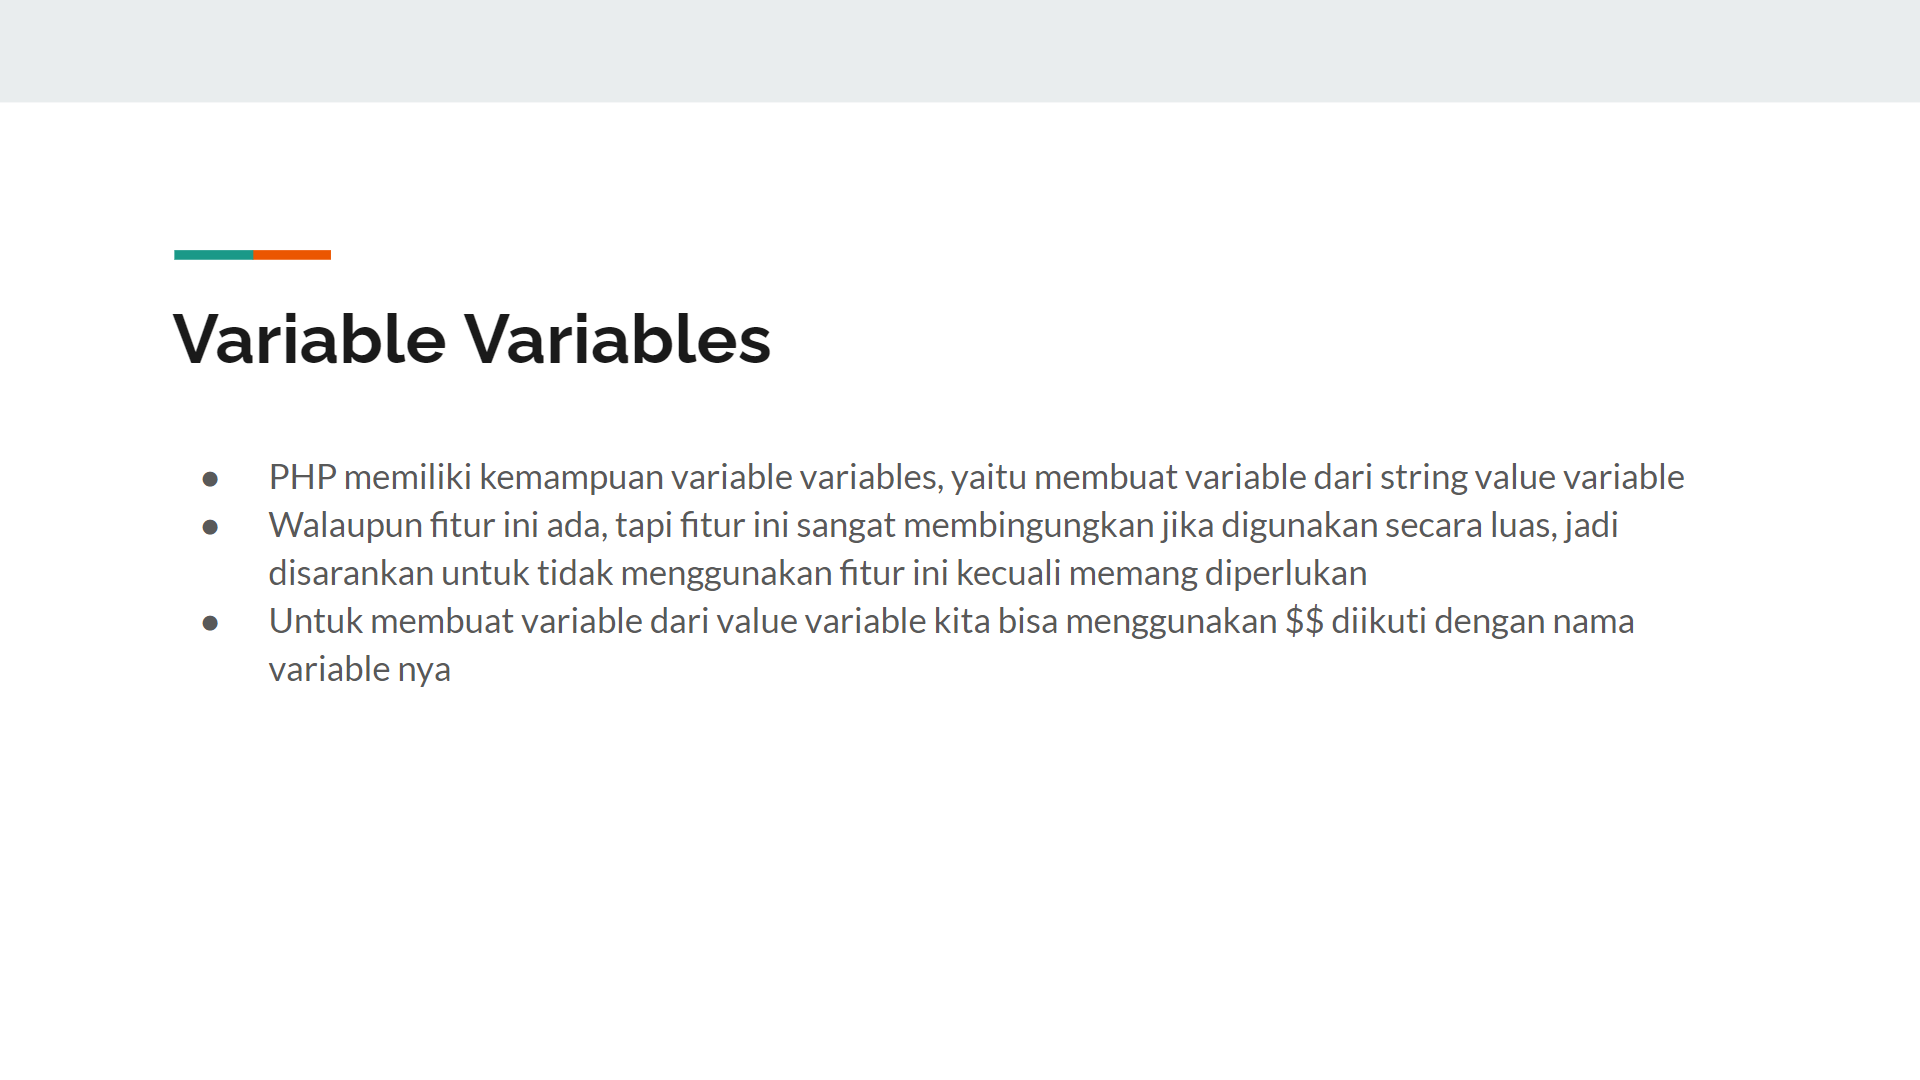 Variable Variables
● PHP memiliki kemampuan variable variables, yaitu membuat variable dari string value variable
● Walaupun fitur ini ada, tapi fitur ini sangat membingungkan jika digunakan secara luas, jadi
disarankan untuk tidak menggunakan fitur ini kecuali memang diperlukan
● Untuk membuat variable dari value variable kita bisa menggunakan $$ diikuti dengan nama
variable nya